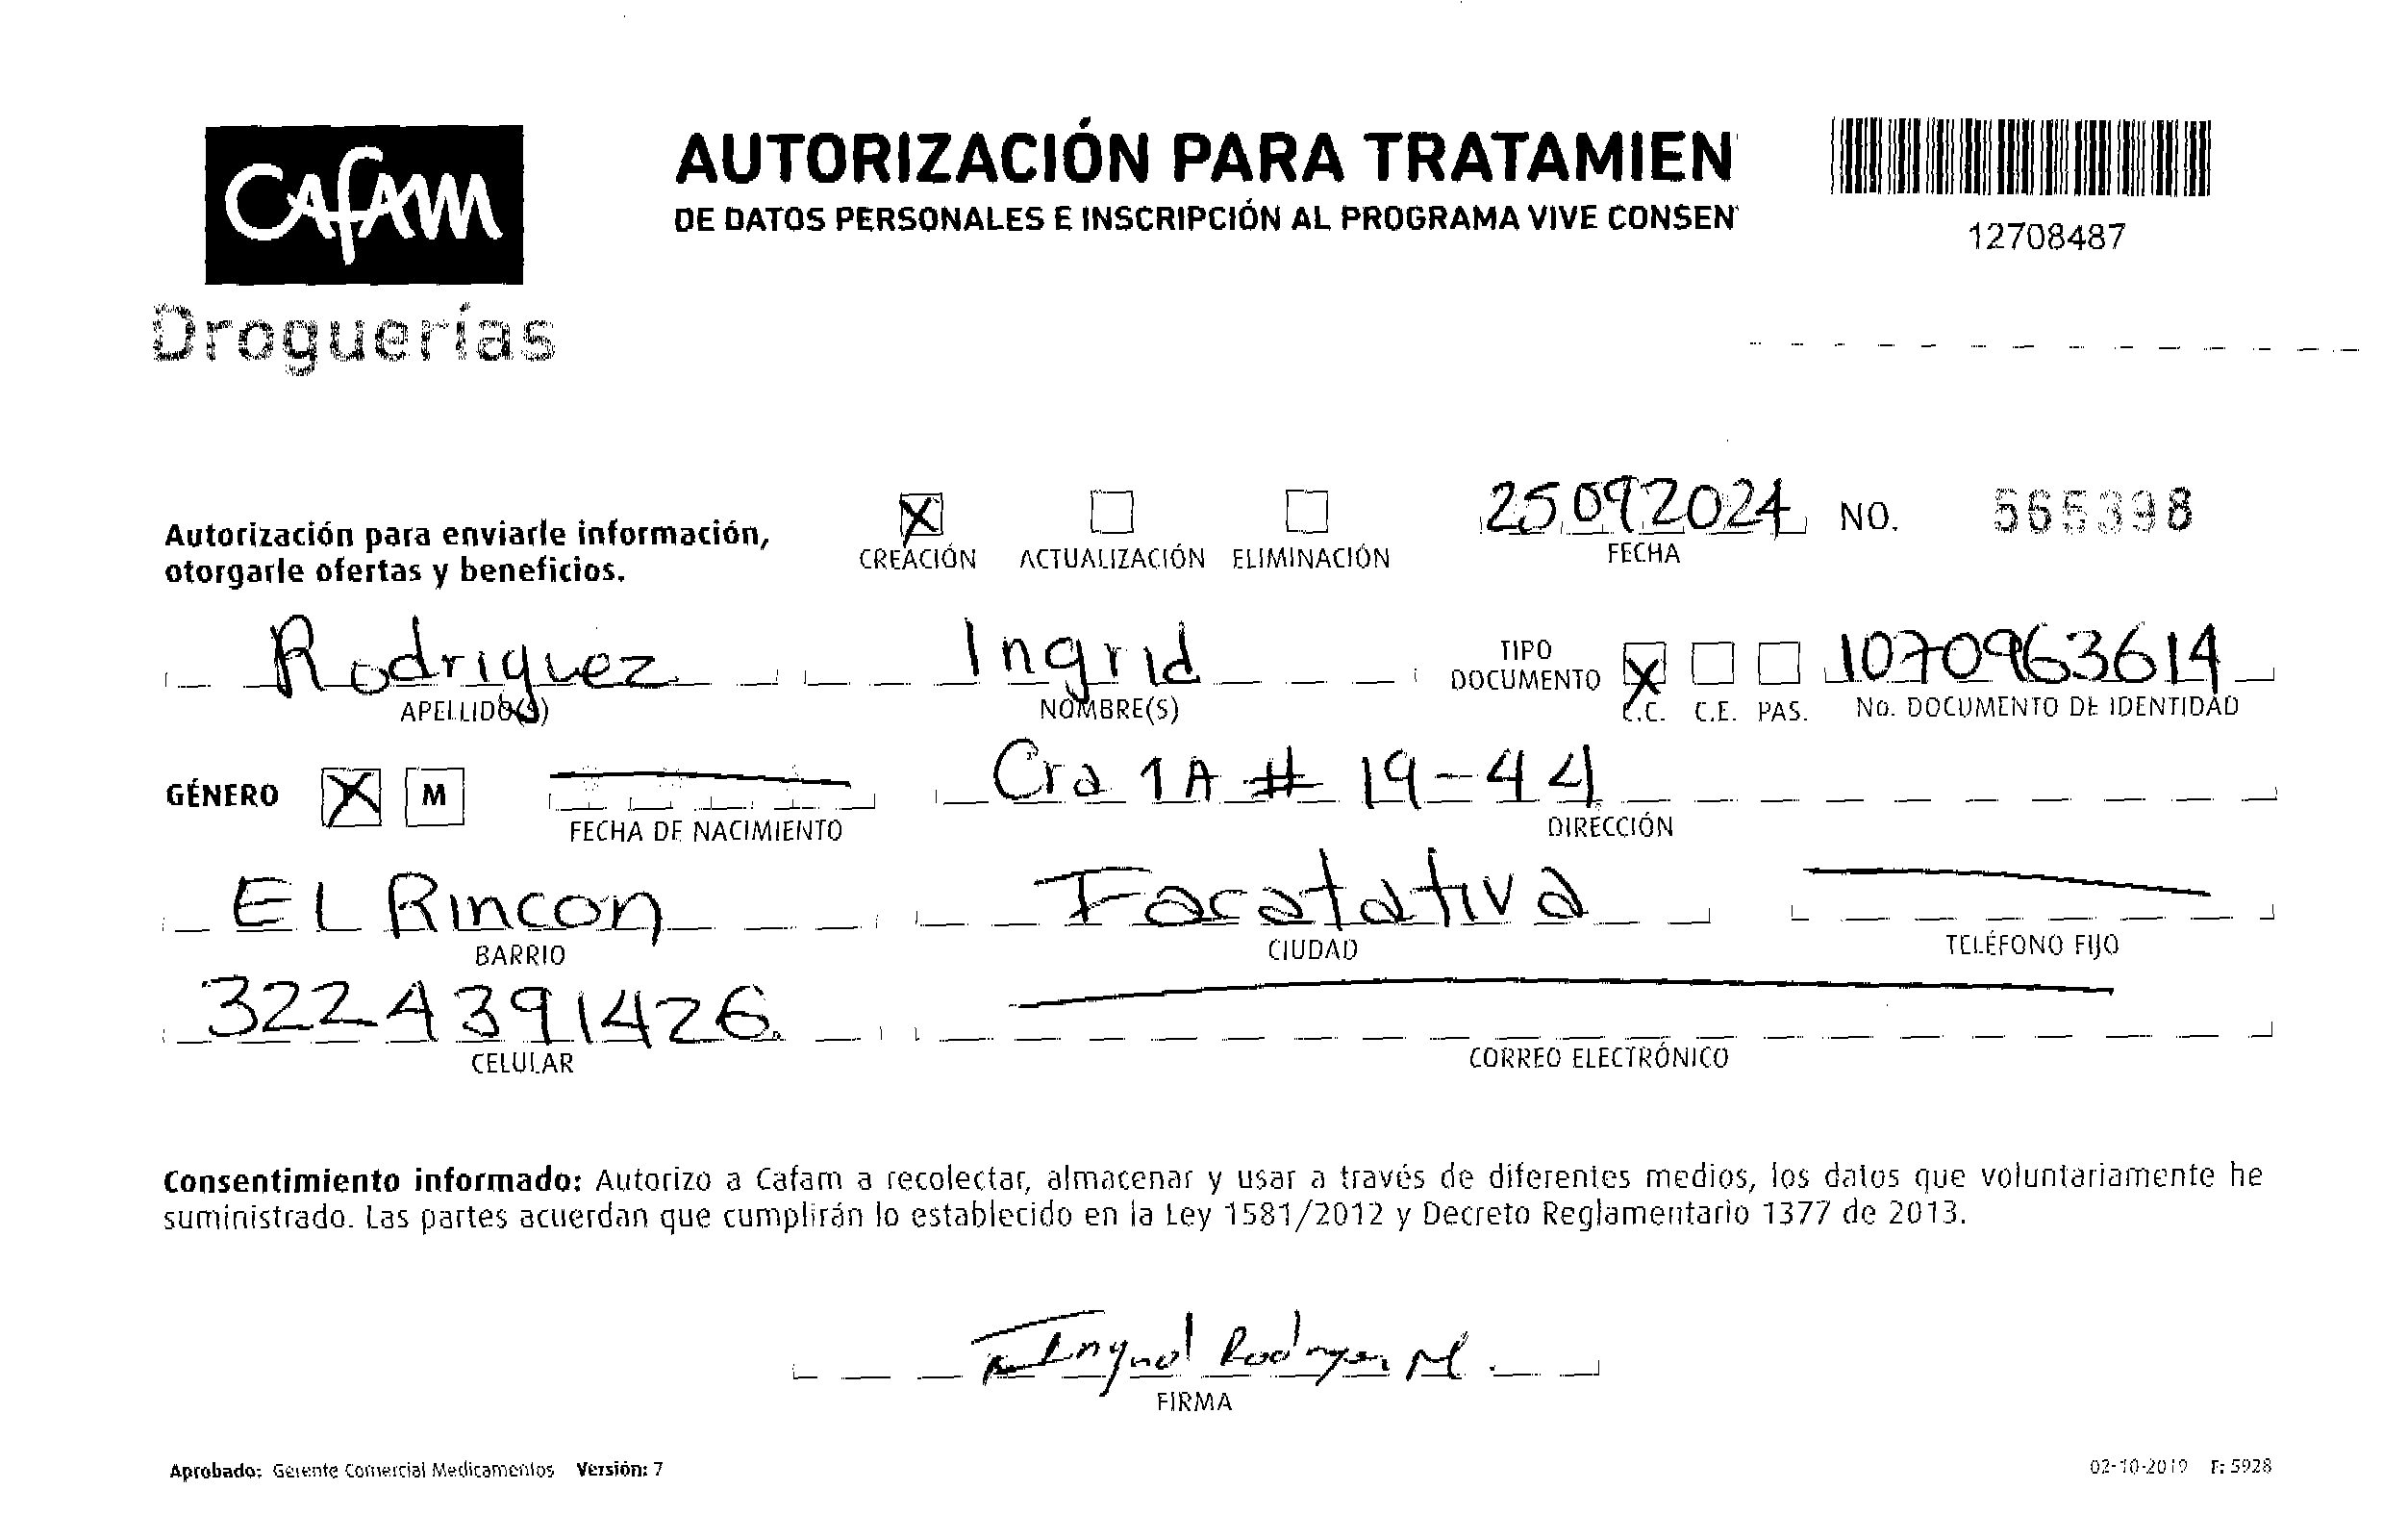 Cafam
Droguerías
AUTORIZACIÓN PARA TRATAMIEN
DE DATOS PERSONALES E INSCRIPCIÓN AL PROGRAMA VIVE CONSEN
12708487
Autorización para enviarle información,
otorgarle ofertas y beneficios.
X
CREACIÓN ACTUALIZACIÓN ELIMINACIÓN
25092024
FECHA
NO. 565398
Rodriguez
APELLIDO(S)
Ingrid
NOMBRE(S)
TIPO
DOCUMENTO
X
C.C. C.E. PAS.
1070963614
No. DOCUMENTO DE IDENTIDAD
GÉNERO X M
FECHA DE NACIMIENTO
Cra 1A # 19-44
DIRECCIÓN
EL Rincon
BARRIO
Facatativa
CIUDAD
TELÉFONO FIJO
3224391426
CELULAR
CORREO ELECTRÓNICO
Consentimiento informado: Autorizo a Cafam a recolectar, almacenar y usar a través de diferentes medios, los datos que voluntariamente he
suministrado. Las partes acuerdan que cumplirán lo establecido en la Ley 1581/2012 y Decreto Reglamentario 1377 de 2013.
Ingrid Rodriguez M.
FIRMA
Aprobado: Gerente Comercial Medicamentos Versión: 7
02-10-2019 F: 5928